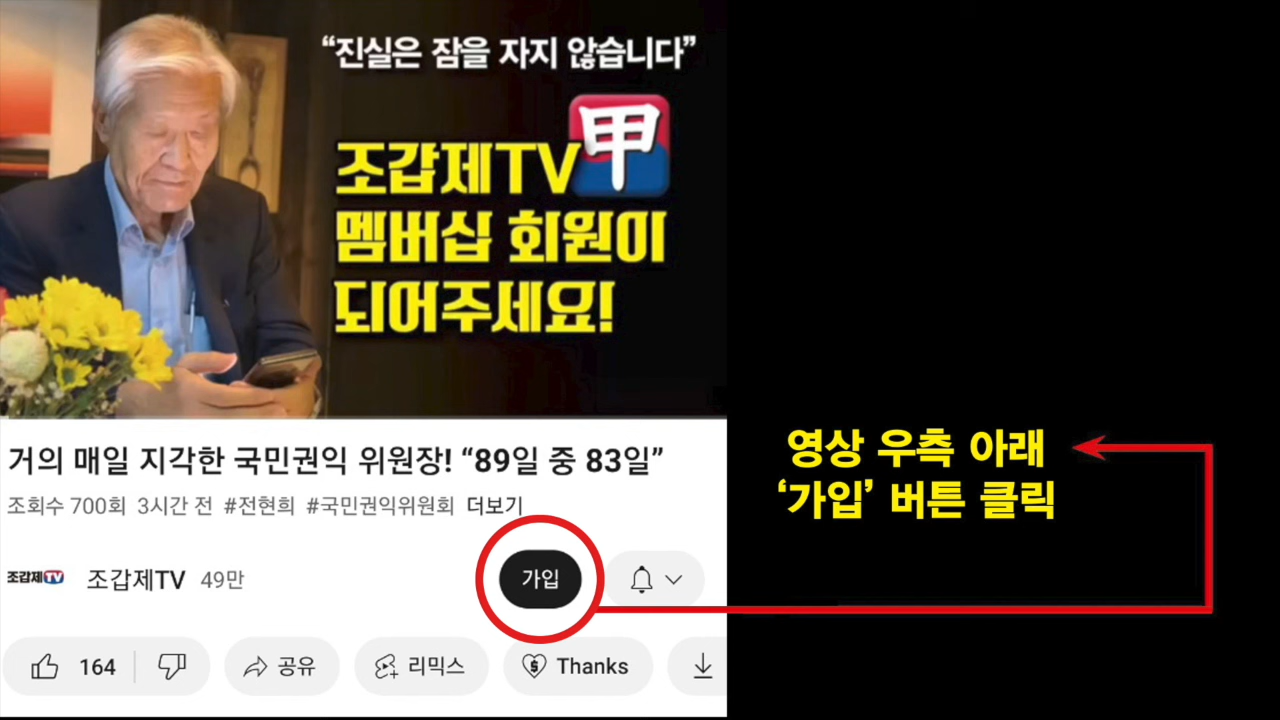 “진실은 잠을 자지 않습니다”
甲
조갑제TV
멤버십 회원이
되어주세요!
거의 매일 지각한 국민권익 위원장! “89일 중 83일”
조회수 700회 3시간 전 #전현희 #국민권익위원회 더보기
조갑제TV 조갑제TV 49만 가입
164 공유 리믹스 Thanks
영상 우측 아래
‘가입’ 버튼 클릭